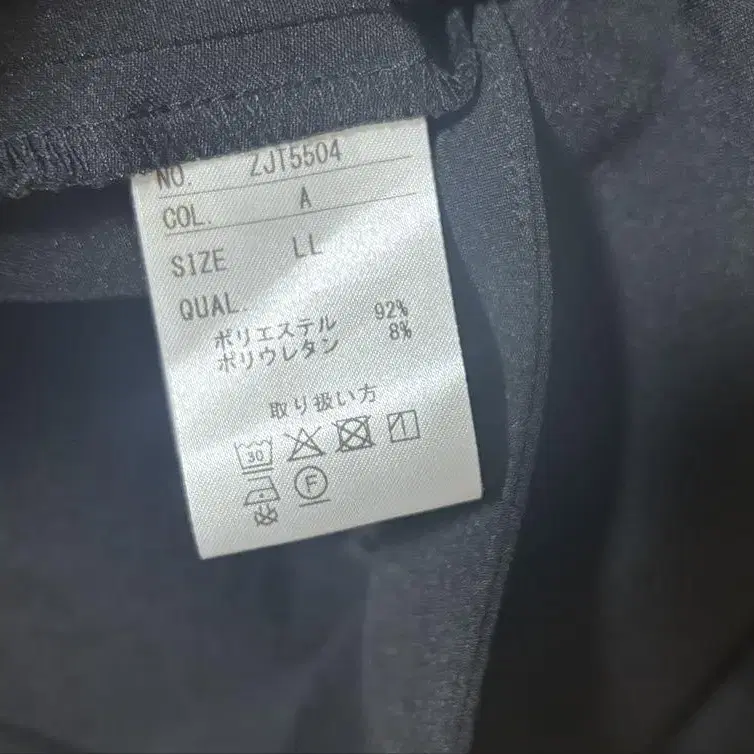 NO. ZJT5504
COL. A
SIZE LL
QUAL.
ポリエステル 92%
ポリウレタン 8%
取り扱い方
30
F